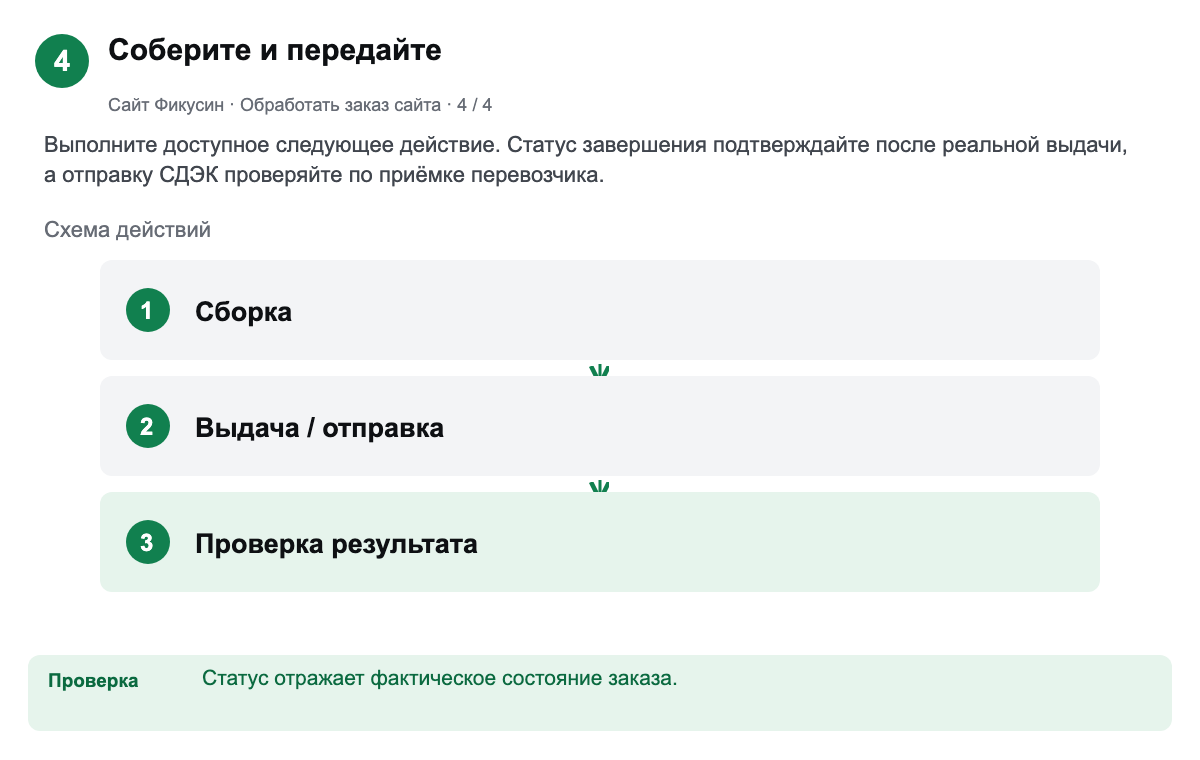 4
Соберите и передайте
Сайт Фикусин · Обработать заказ сайта · 4 / 4
Выполните доступное следующее действие. Статус завершения подтверждайте после реальной выдачи,
а отправку СДЭК проверяйте по приёмке перевозчика.
Схема действий
1 Сборка
2 Выдача / отправка
3 Проверка результата
Проверка Статус отражает фактическое состояние заказа.